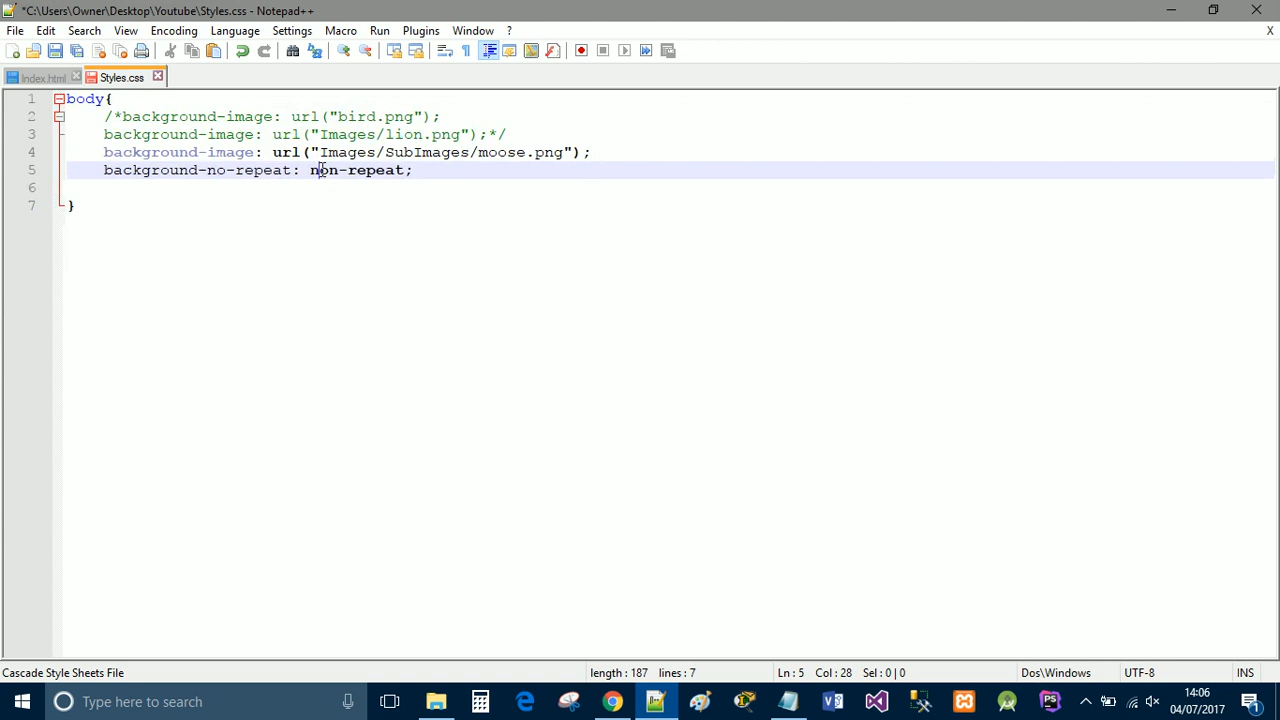 *C:\Users\Owner\Desktop\Youtube\Styles.css - Notepad++
File Edit Search View Encoding Language Settings Macro Run Plugins Window ? X
Index.html Styles.css
1 body{
2 /*background-image: url("bird.png");
3 background-image: url("Images/lion.png");*/
4 background-image: url("Images/SubImages/moose.png");
5 background-no-repeat: non-repeat;
6
7 }
Cascade Style Sheets File length : 187 lines : 7 Ln : 5 Col : 28 Sel : 0 | 0 Dos\Windows UTF-8 INS
Type here to search 14:06
04/07/2017